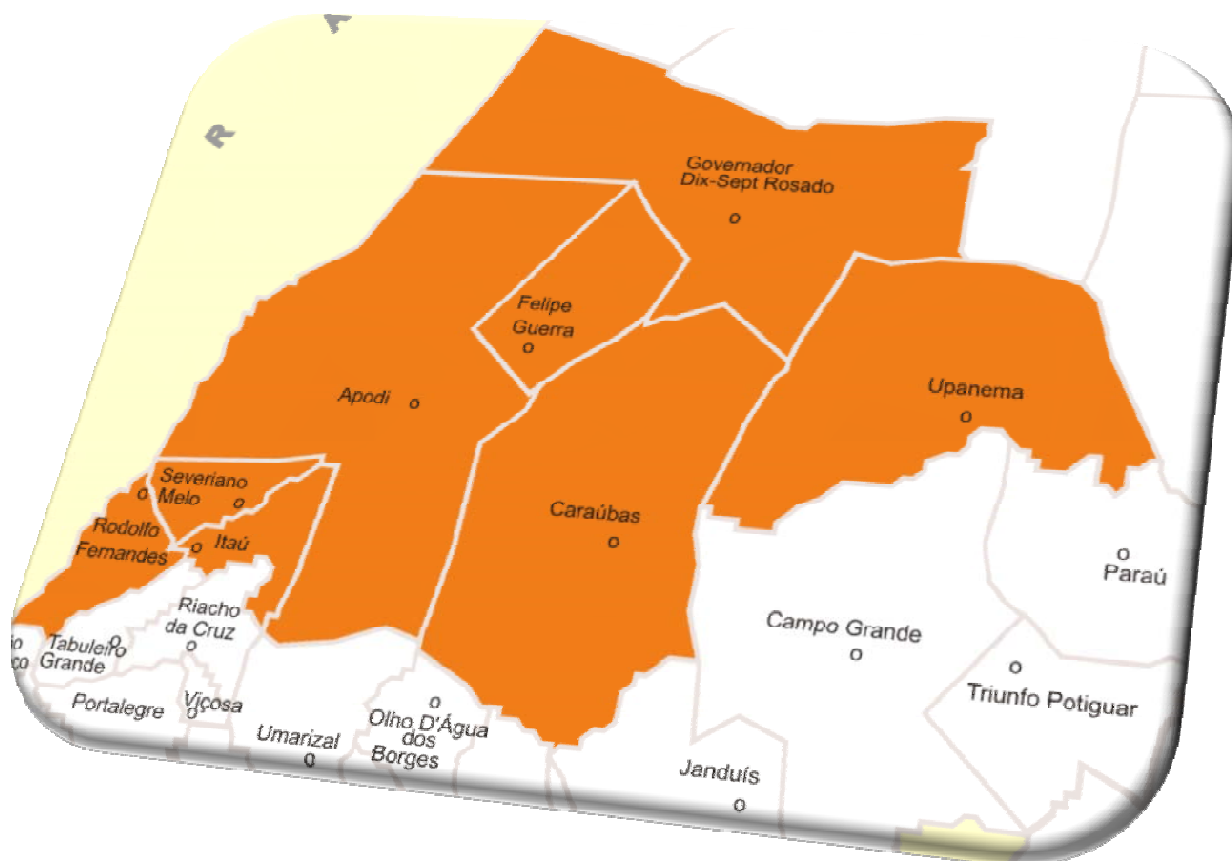 A
R
Governador
Dix-Sept Rosado
Felipe
Guerra
Apodi
Upanema
Severiano
Melo
Rodolfo
Fernandes
Itaú
Caraúbas
Paraú
Riacho
da Cruz
Tabuleiro
Grande
Campo Grande
Triunfo Potiguar
Portalegre
Viçosa
Olho D'Água
dos
Borges
Umarizal
Janduís